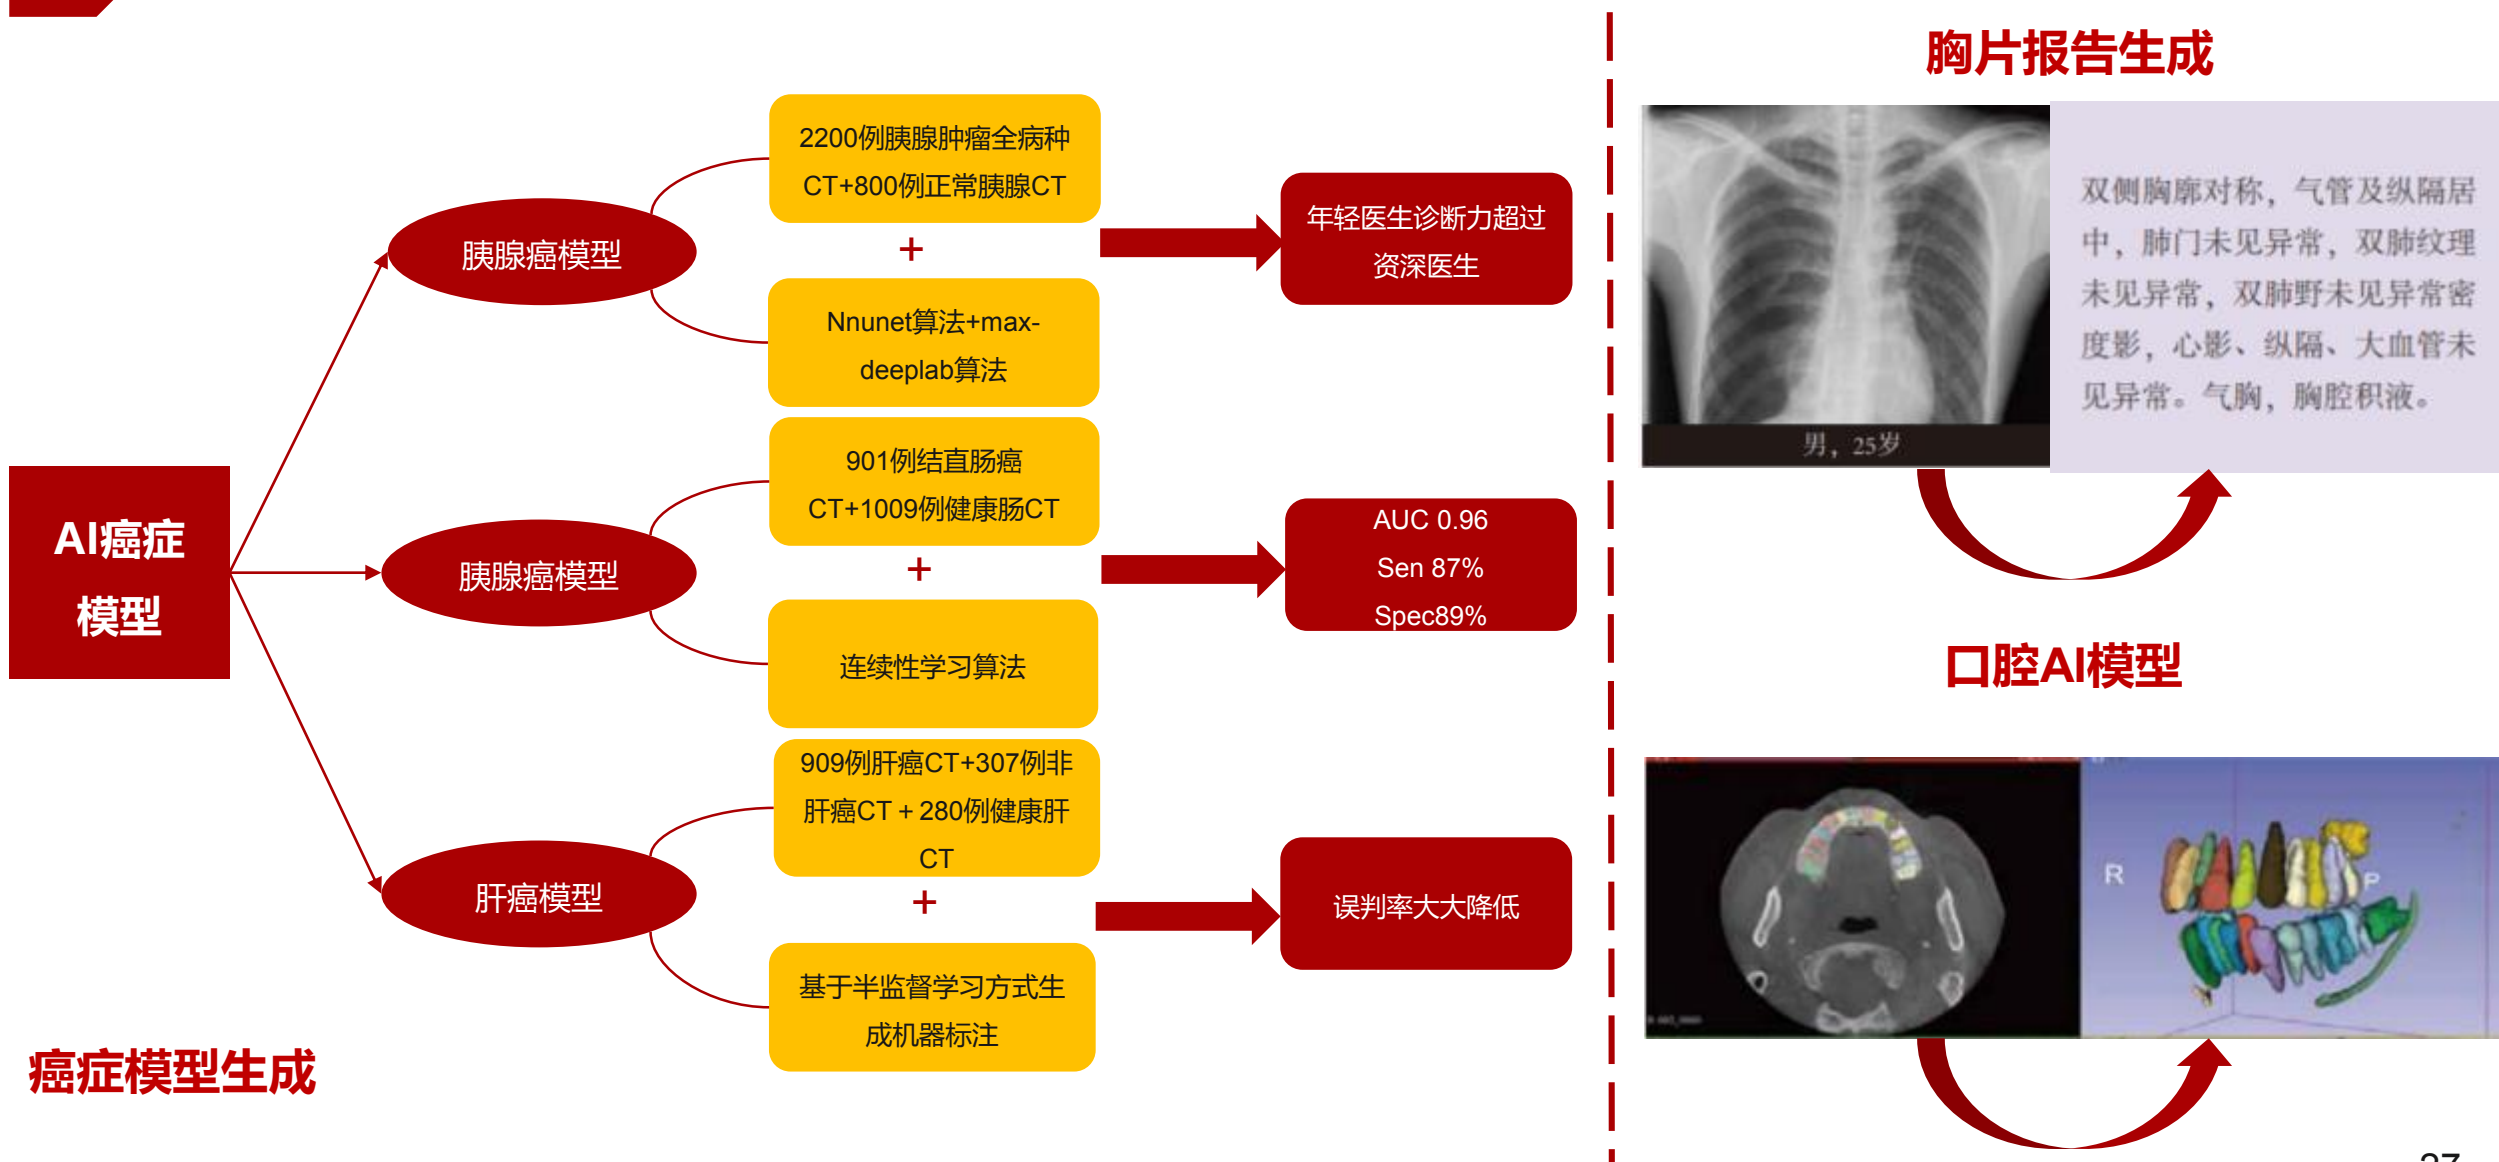 AI癌症
模型
胰腺癌模型
2200例胰腺肿瘤全病种
CT+800例正常胰腺CT
+
Nnunet算法+max-
deeplab算法
年轻医生诊断力超过
资深医生
胰腺癌模型
901例结直肠癌
CT+1009例健康肠CT
+
连续性学习算法
AUC 0.96
Sen 87%
Spec89%
肝癌模型
909例肝癌CT+307例非
肝癌CT + 280例健康肝
CT
+
基于半监督学习方式生
成机器标注
误判率大大降低
癌症模型生成
胸片报告生成
男，25岁
双侧胸廓对称，气管及纵隔居
中，肺门未见异常，双肺纹理
未见异常，双肺野未见异常密
度影，心影、纵隔、大血管未
见异常。气胸，胸腔积液。
口腔AI模型
R
P